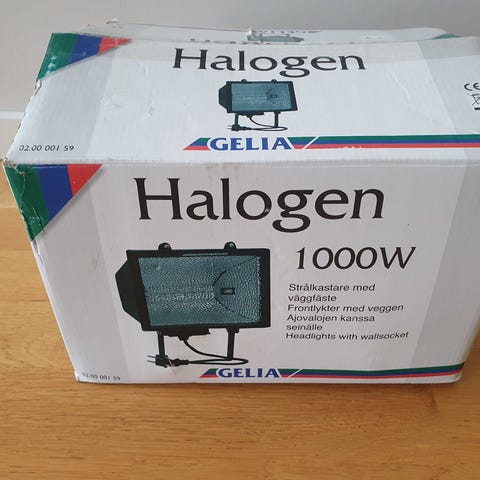 Halogen
CE
02.00 001 59
GELIA
Halogen
1000W
Strålkastare med
väggfäste
Frontlykter med veggen
Ajovalojen kanssa
seinälle
Headlights with wallsocket
02.00 001 59
GELIA